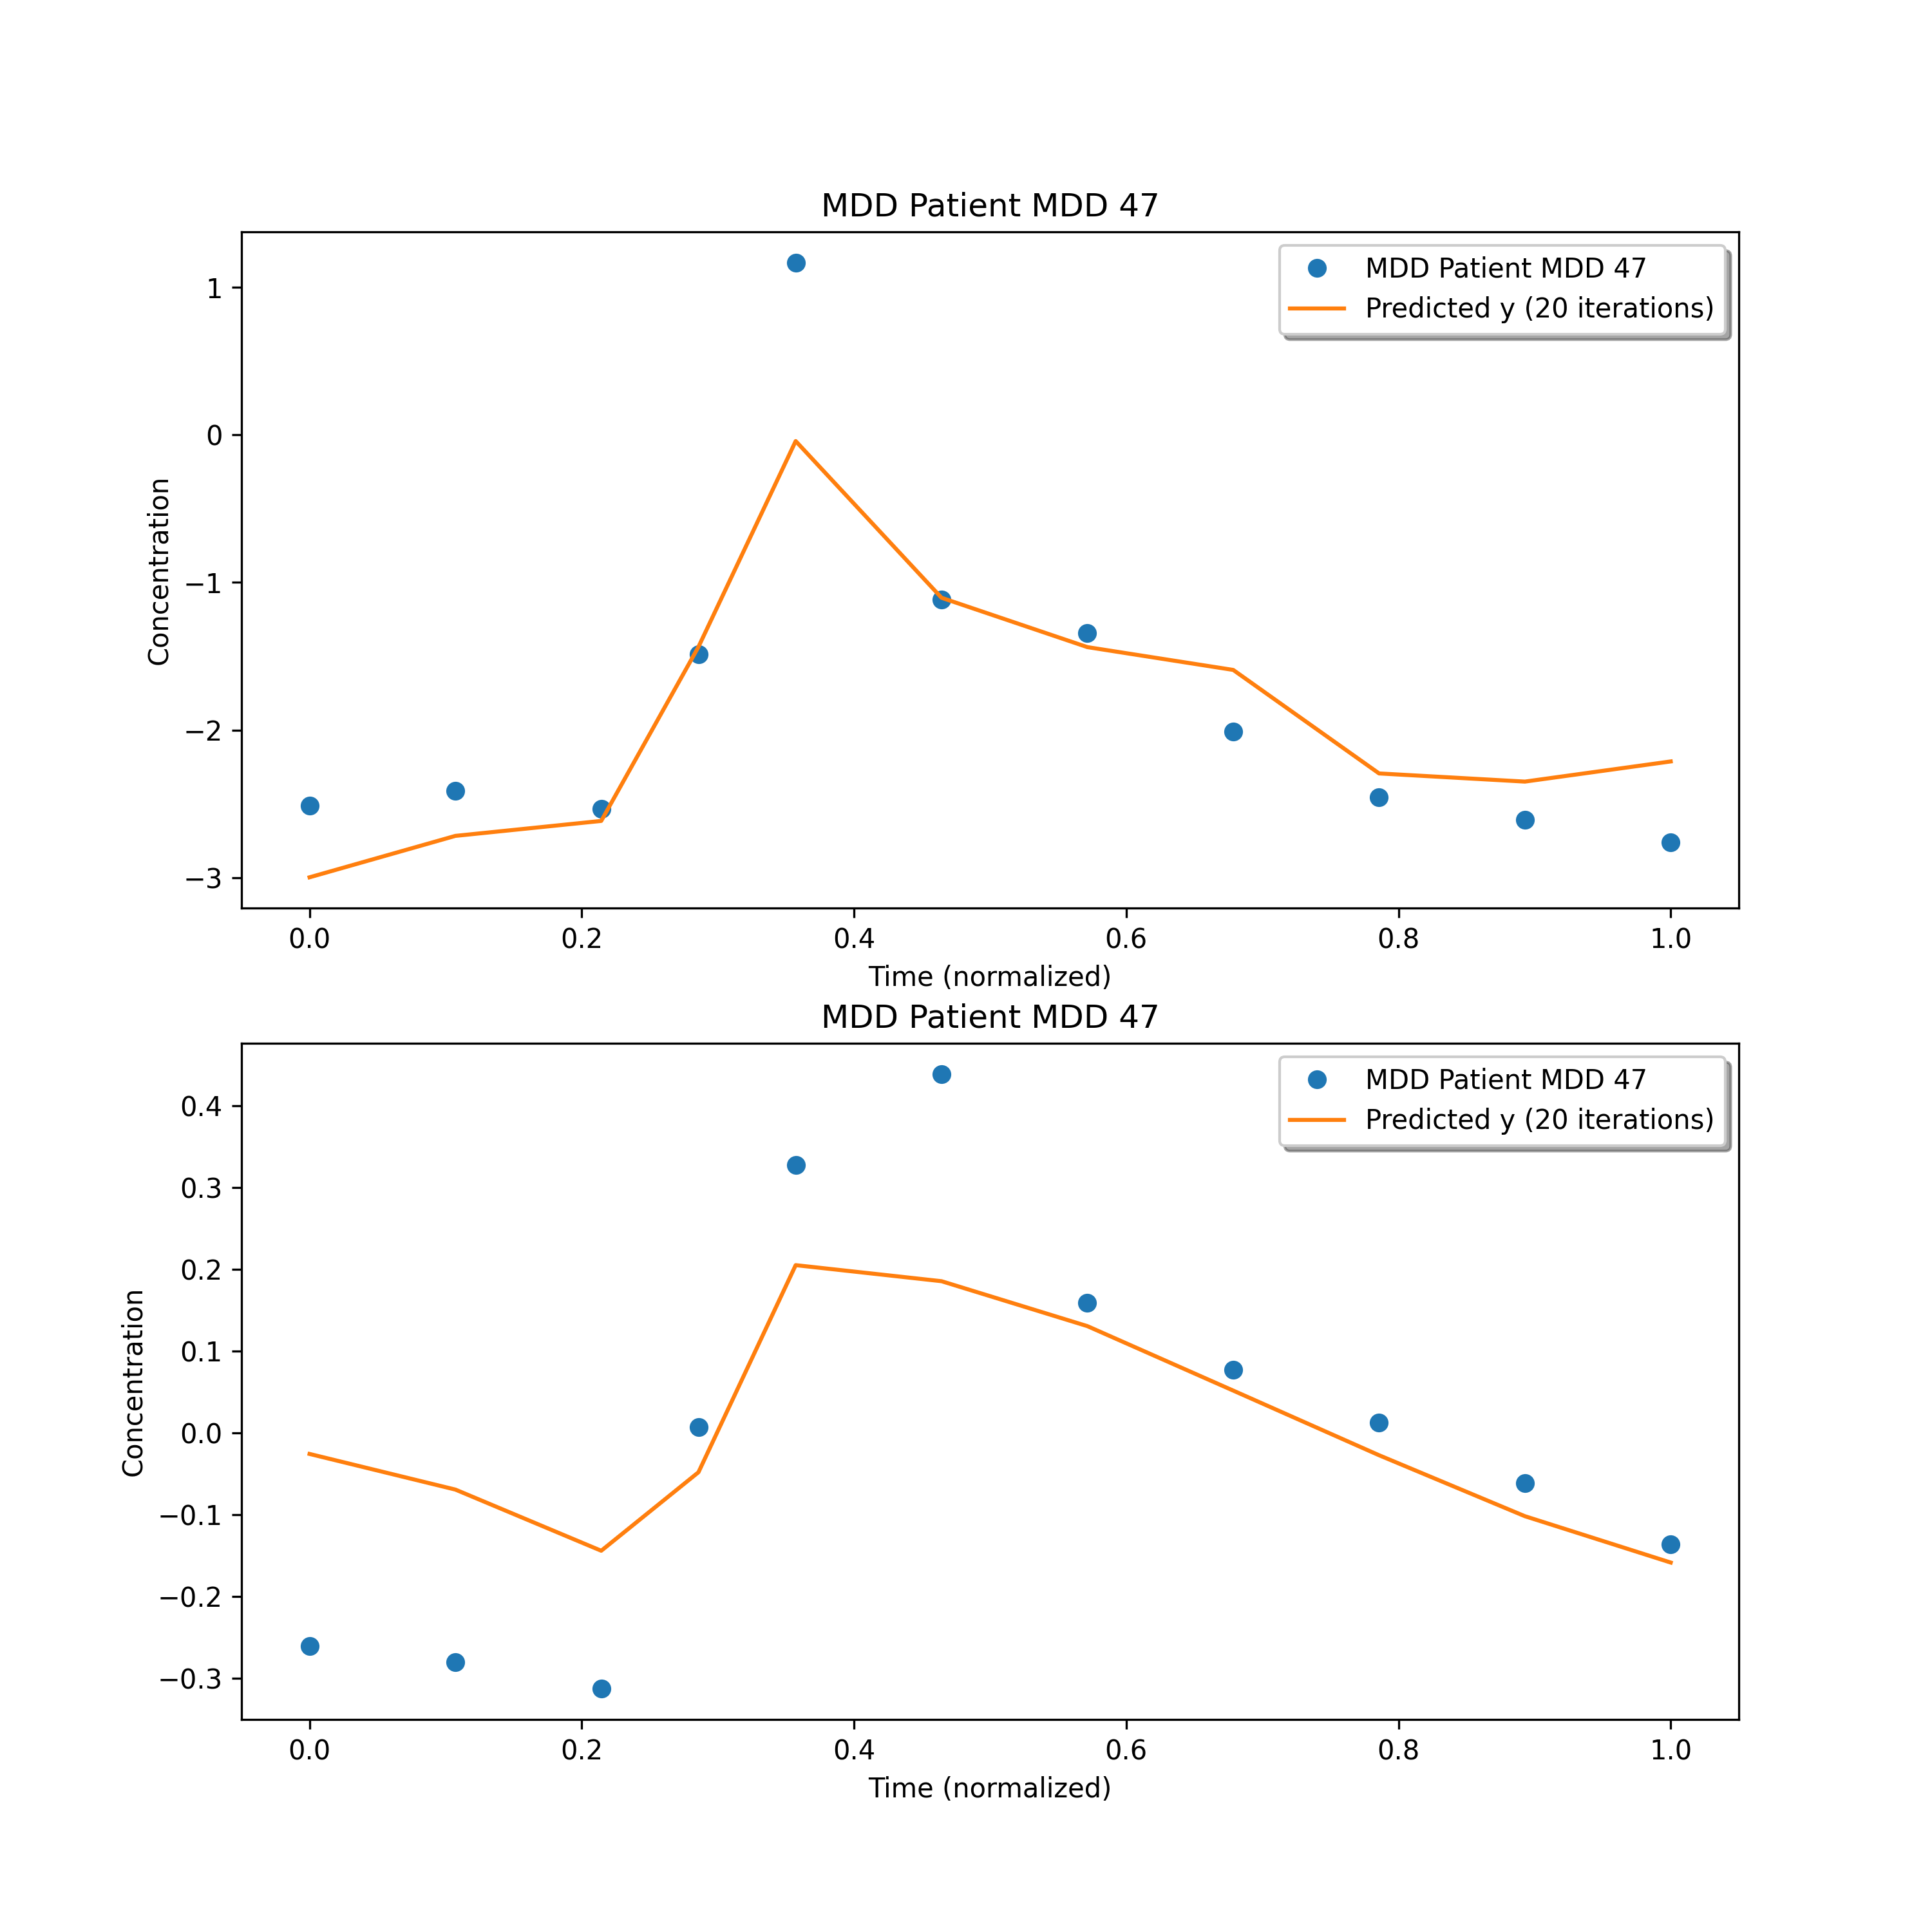 MDD Patient MDD 47
MDD Patient MDD 47
Predicted y (20 iterations)
1
0
−1
−2
−3
Concentration
0.0 0.2 0.4 0.6 0.8 1.0
Time (normalized)
MDD Patient MDD 47
MDD Patient MDD 47
Predicted y (20 iterations)
0.4
0.3
0.2
0.1
0.0
−0.1
−0.2
−0.3
Concentration
0.0 0.2 0.4 0.6 0.8 1.0
Time (normalized)